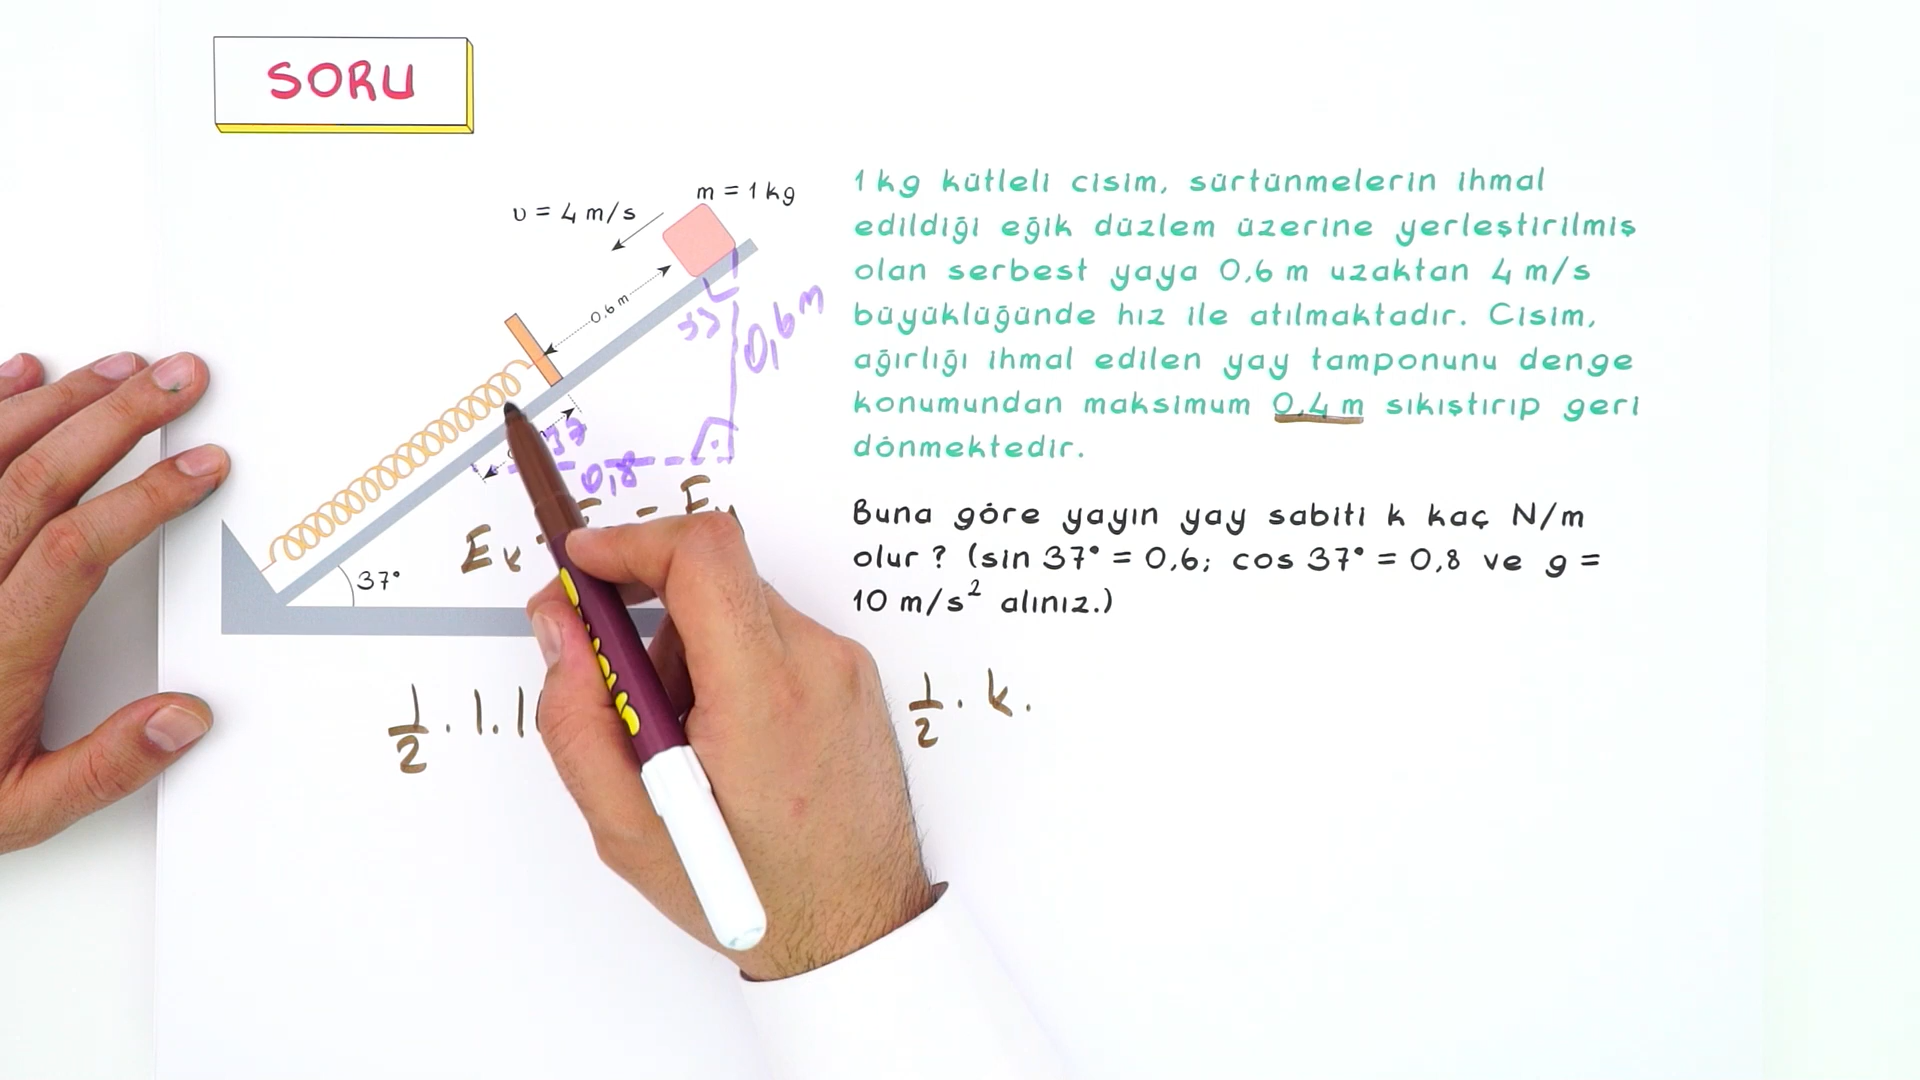 SORU
m = 1 kg
υ = 4 m/s
0,6 m
37
0,6 m
37
0,8
37°
1 kg kütleli cisim, sürtünmelerin ihmal
edildiği eğik düzlem üzerine yerleştirilmiş
olan serbest yaya 0,6 m uzaktan 4 m/s
büyüklüğünde hız ile atılmaktadır. Cisim,
ağırlığı ihmal edilen yay tamponunu denge
konumundan maksimum 0,4 m sıkıştırıp geri
dönmektedir.
Buna göre yayın yay sabiti k kaç N/m
olur? (sin 37° = 0,6; cos 37° = 0,8 ve g =
10 m/s² alınız.)
1/2 . 1 .
1/2 . k .